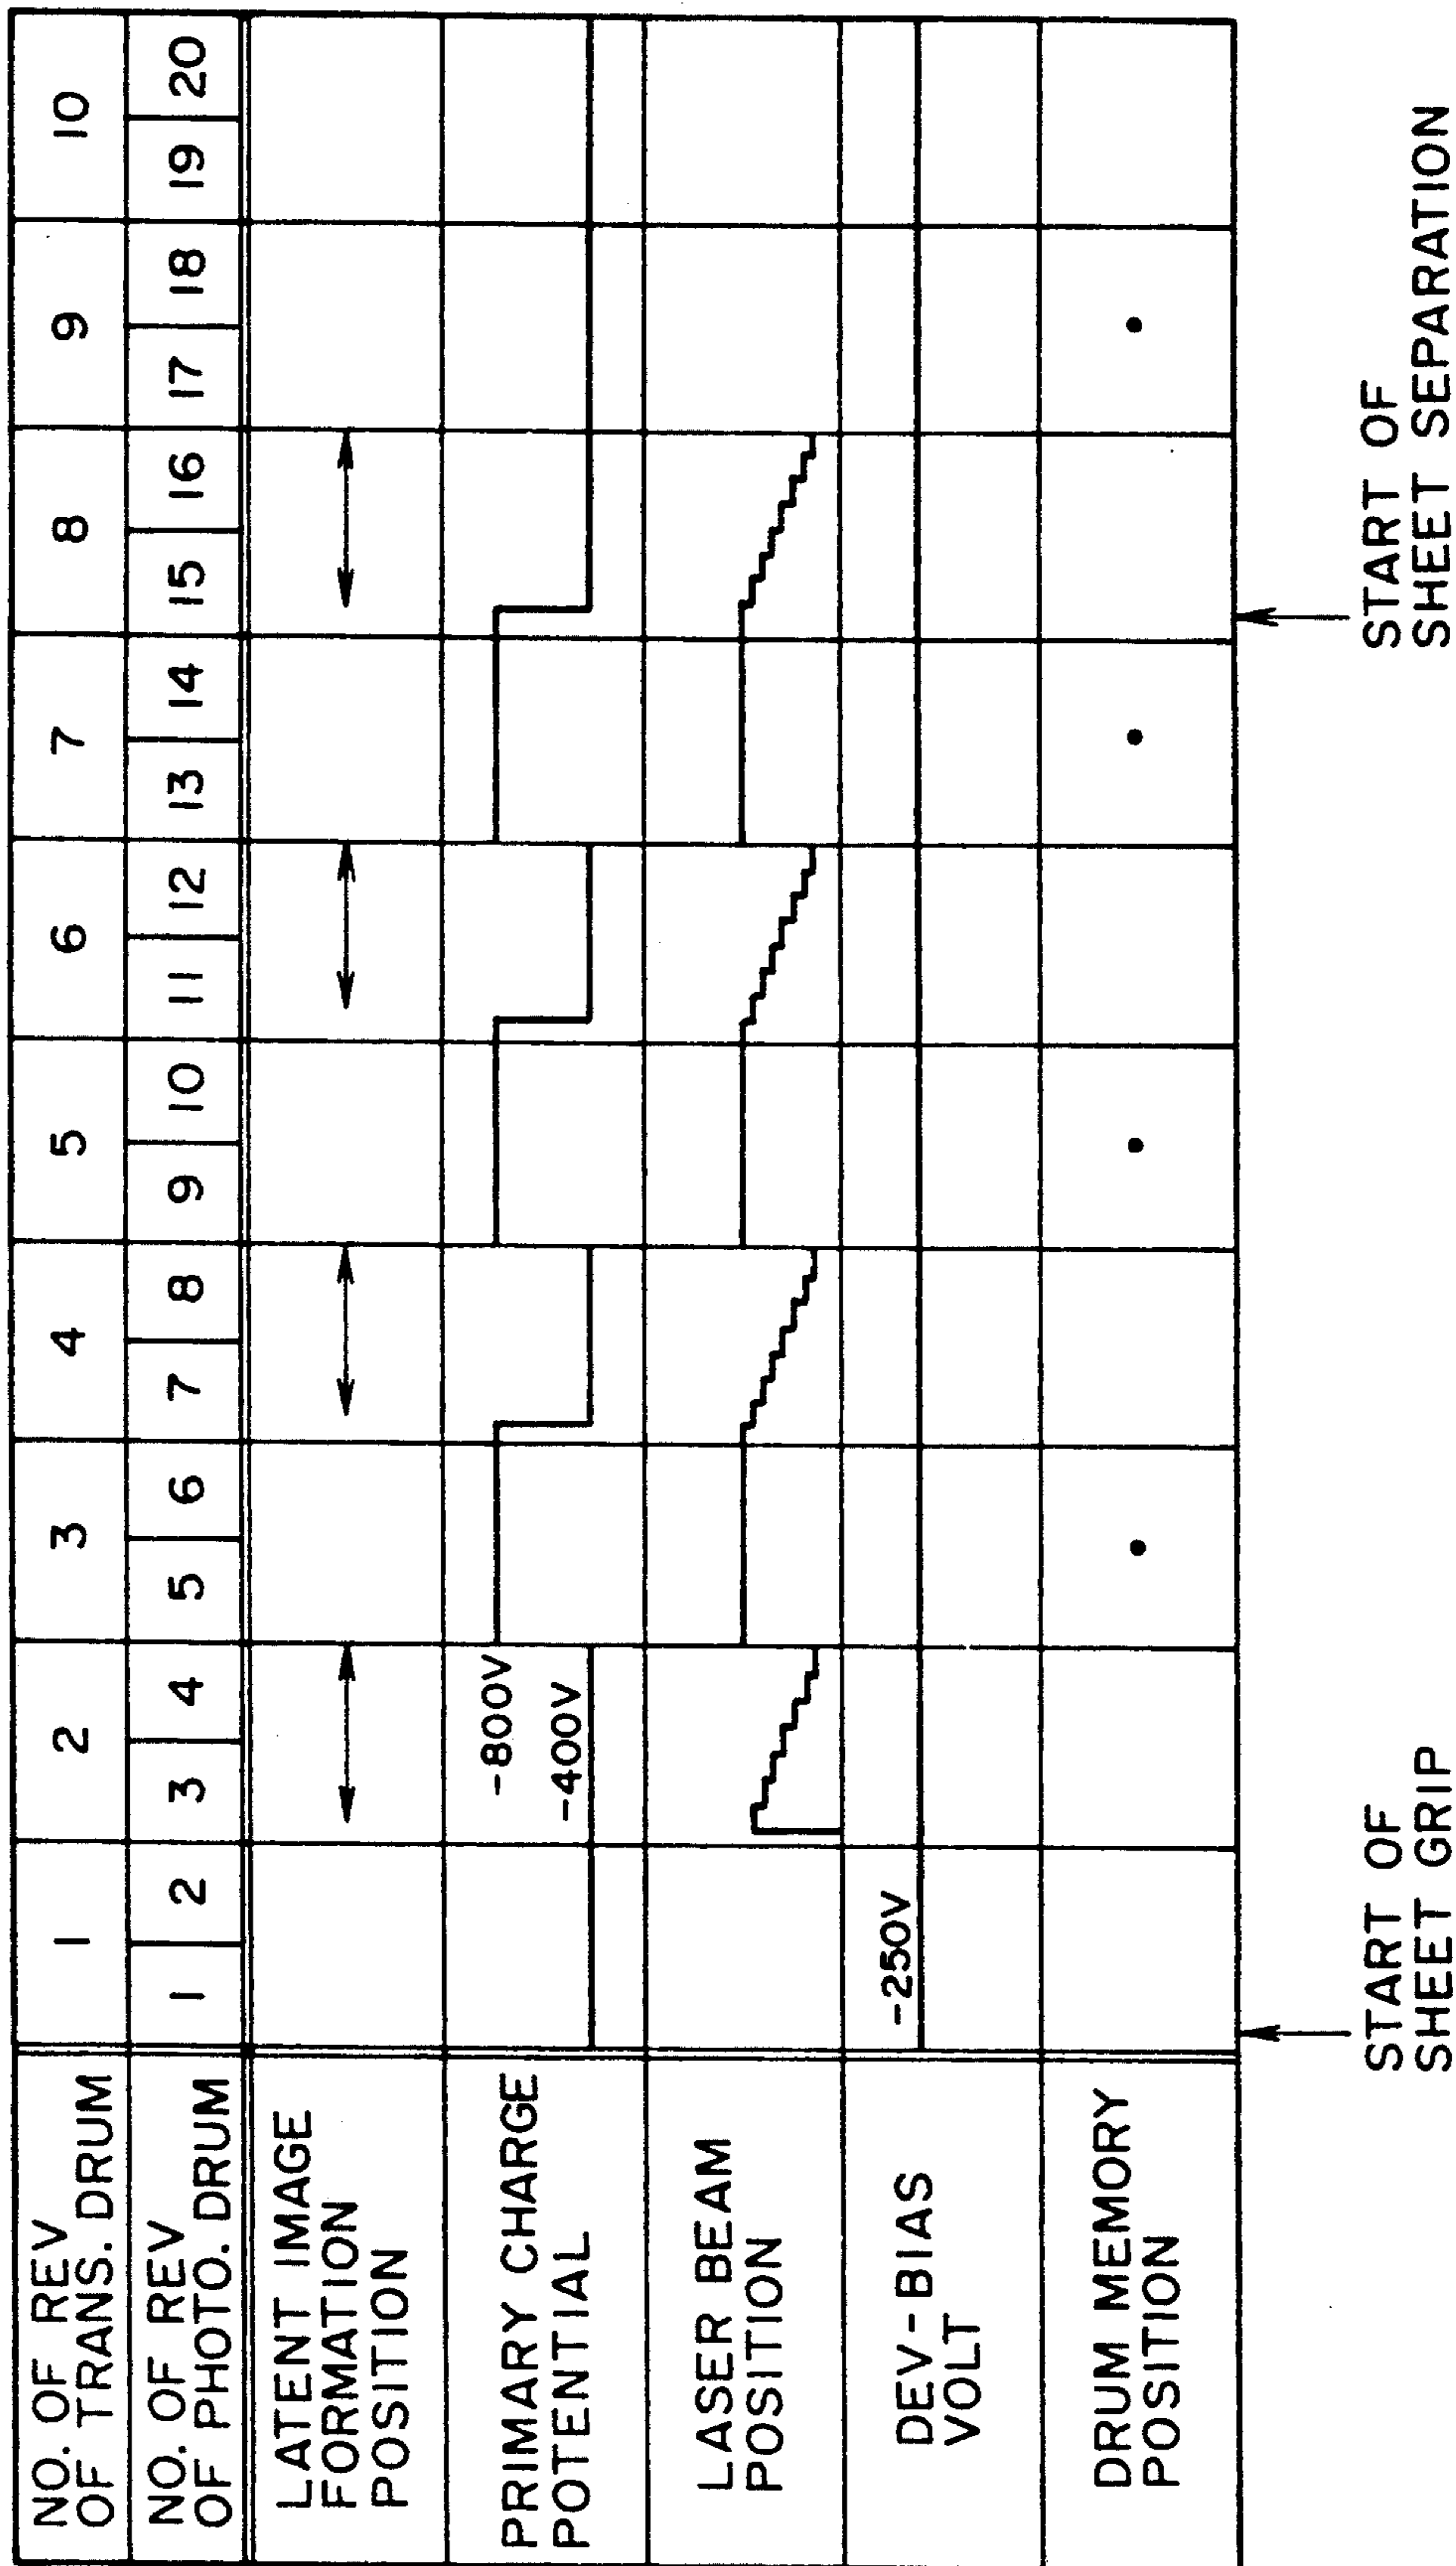 NO. OF REV
OF TRANS. DRUM
1 2 3 4 5 6 7 8 9 10
NO. OF REV
OF PHOTO. DRUM
1 2 3 4 5 6 7 8 9 10 11 12 13 14 15 16 17 18 19 20
LATENT IMAGE
FORMATION
POSITION
PRIMARY CHARGE
POTENTIAL
-800V
-400V
LASER BEAM
POSITION
DEV-BIAS
VOLT
-250V
DRUM MEMORY
POSITION
START OF
SHEET GRIP
START OF
SHEET SEPARATION